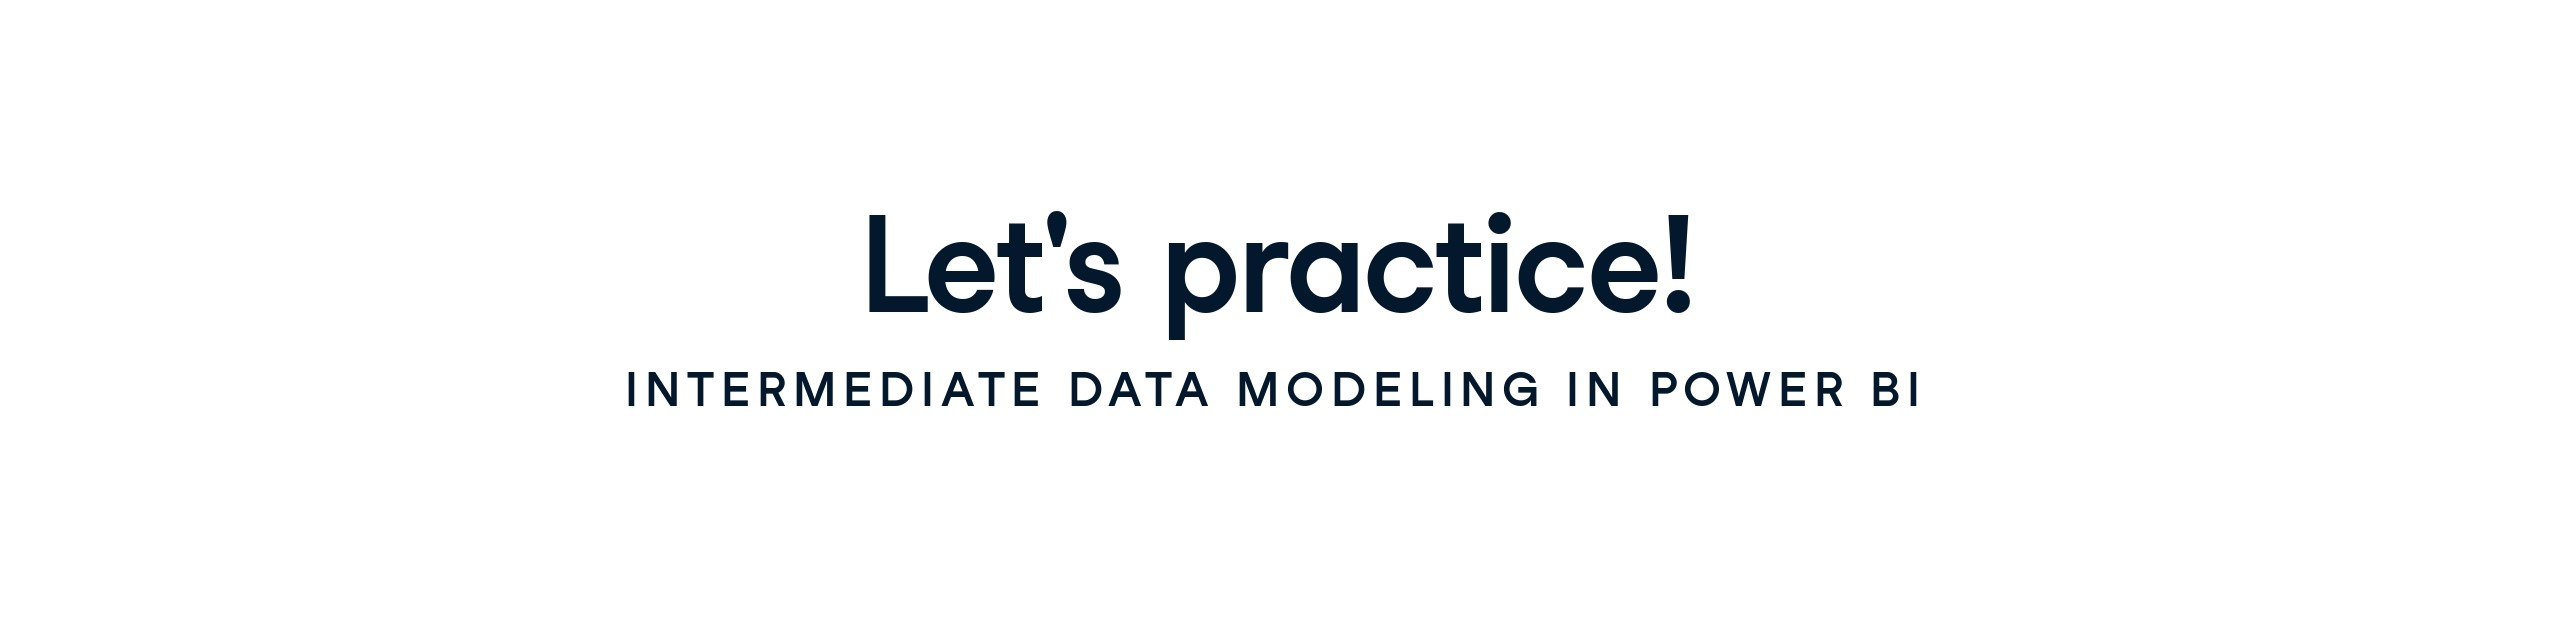 Let's practice!
INTERMEDIATE DATA MODELING IN POWER BI